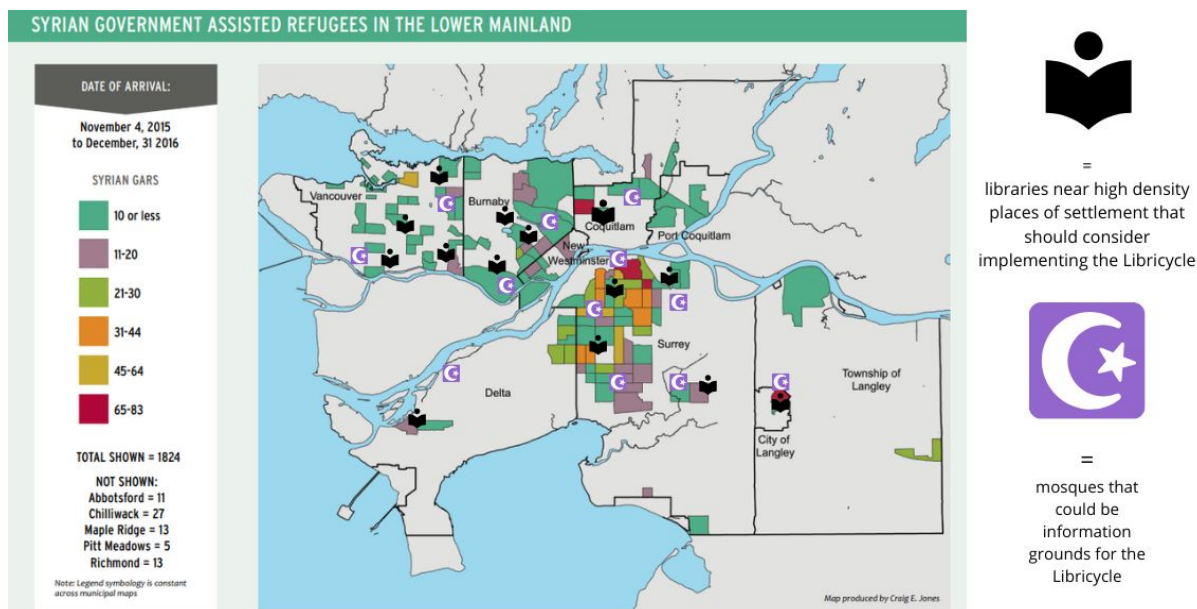 SYRIAN GOVERNMENT ASSISTED REFUGEES IN THE LOWER MAINLAND
DATE OF ARRIVAL:
November 4, 2015
to December, 31 2016
SYRIAN GARS
10 or less
11-20
21-30
31-44
45-64
65-83
TOTAL SHOWN = 1824
NOT SHOWN:
Abbotsford = 11
Chilliwack = 27
Maple Ridge = 13
Pitt Meadows = 5
Richmond = 13
Note: Legend symbology is constant
across municipal maps
Vancouver
Burnaby
Coquitlam
Port Coquitlam
New
Westminster
Surrey
Delta
Township of
Langley
City of
Langley
Map produced by Craig E. Jones
=
libraries near high density
places of settlement that
should consider
implementing the Libricycle
=
mosques that
could be
information
grounds for the
Libricycle